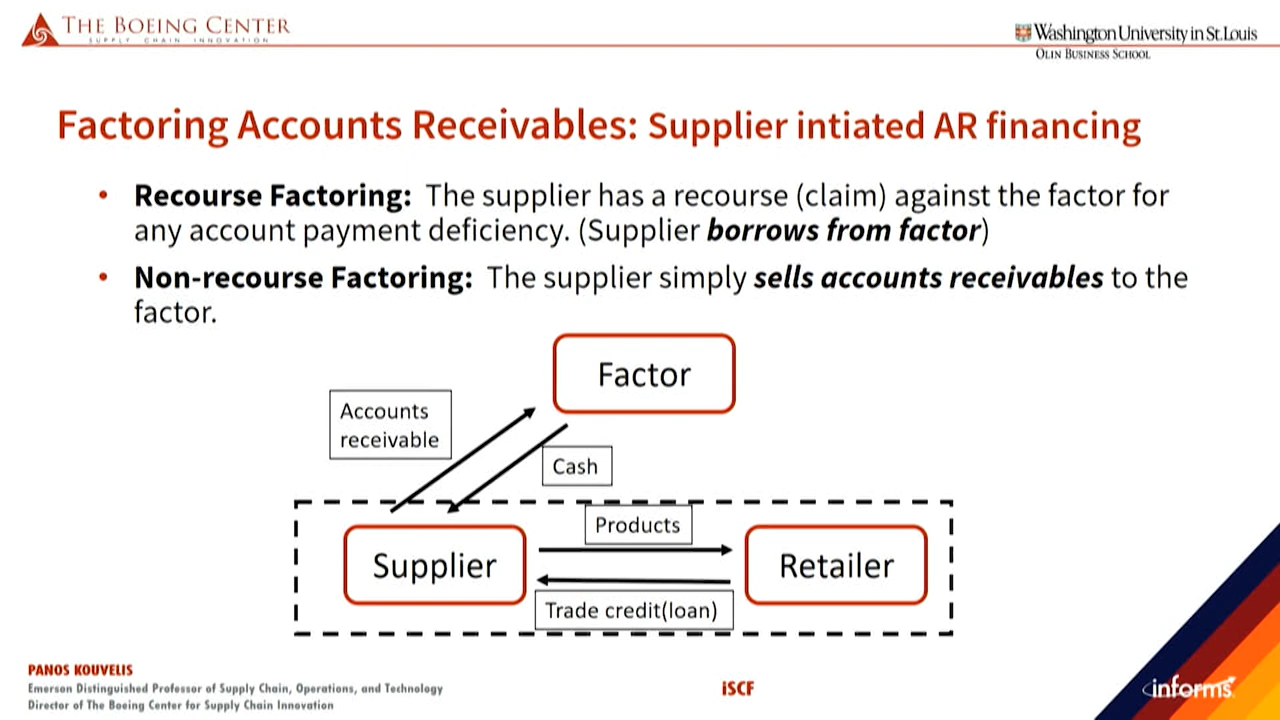 THE BOEING CENTER
SUPPLY CHAIN INNOVATION
Washington University in St. Louis
OLIN BUSINESS SCHOOL
Factoring Accounts Receivables: Supplier intiated AR financing
• Recourse Factoring: The supplier has a recourse (claim) against the factor for
any account payment deficiency. (Supplier borrows from factor)
• Non-recourse Factoring: The supplier simply sells accounts receivables to the
factor.
Factor
Accounts
receivable
Cash
Products
Supplier
Retailer
Trade credit(loan)
PANOS KOUVELIS
Emerson Distinguished Professor of Supply Chain, Operations, and Technology
Director of The Boeing Center for Supply Chain Innovation
iSCF
informs